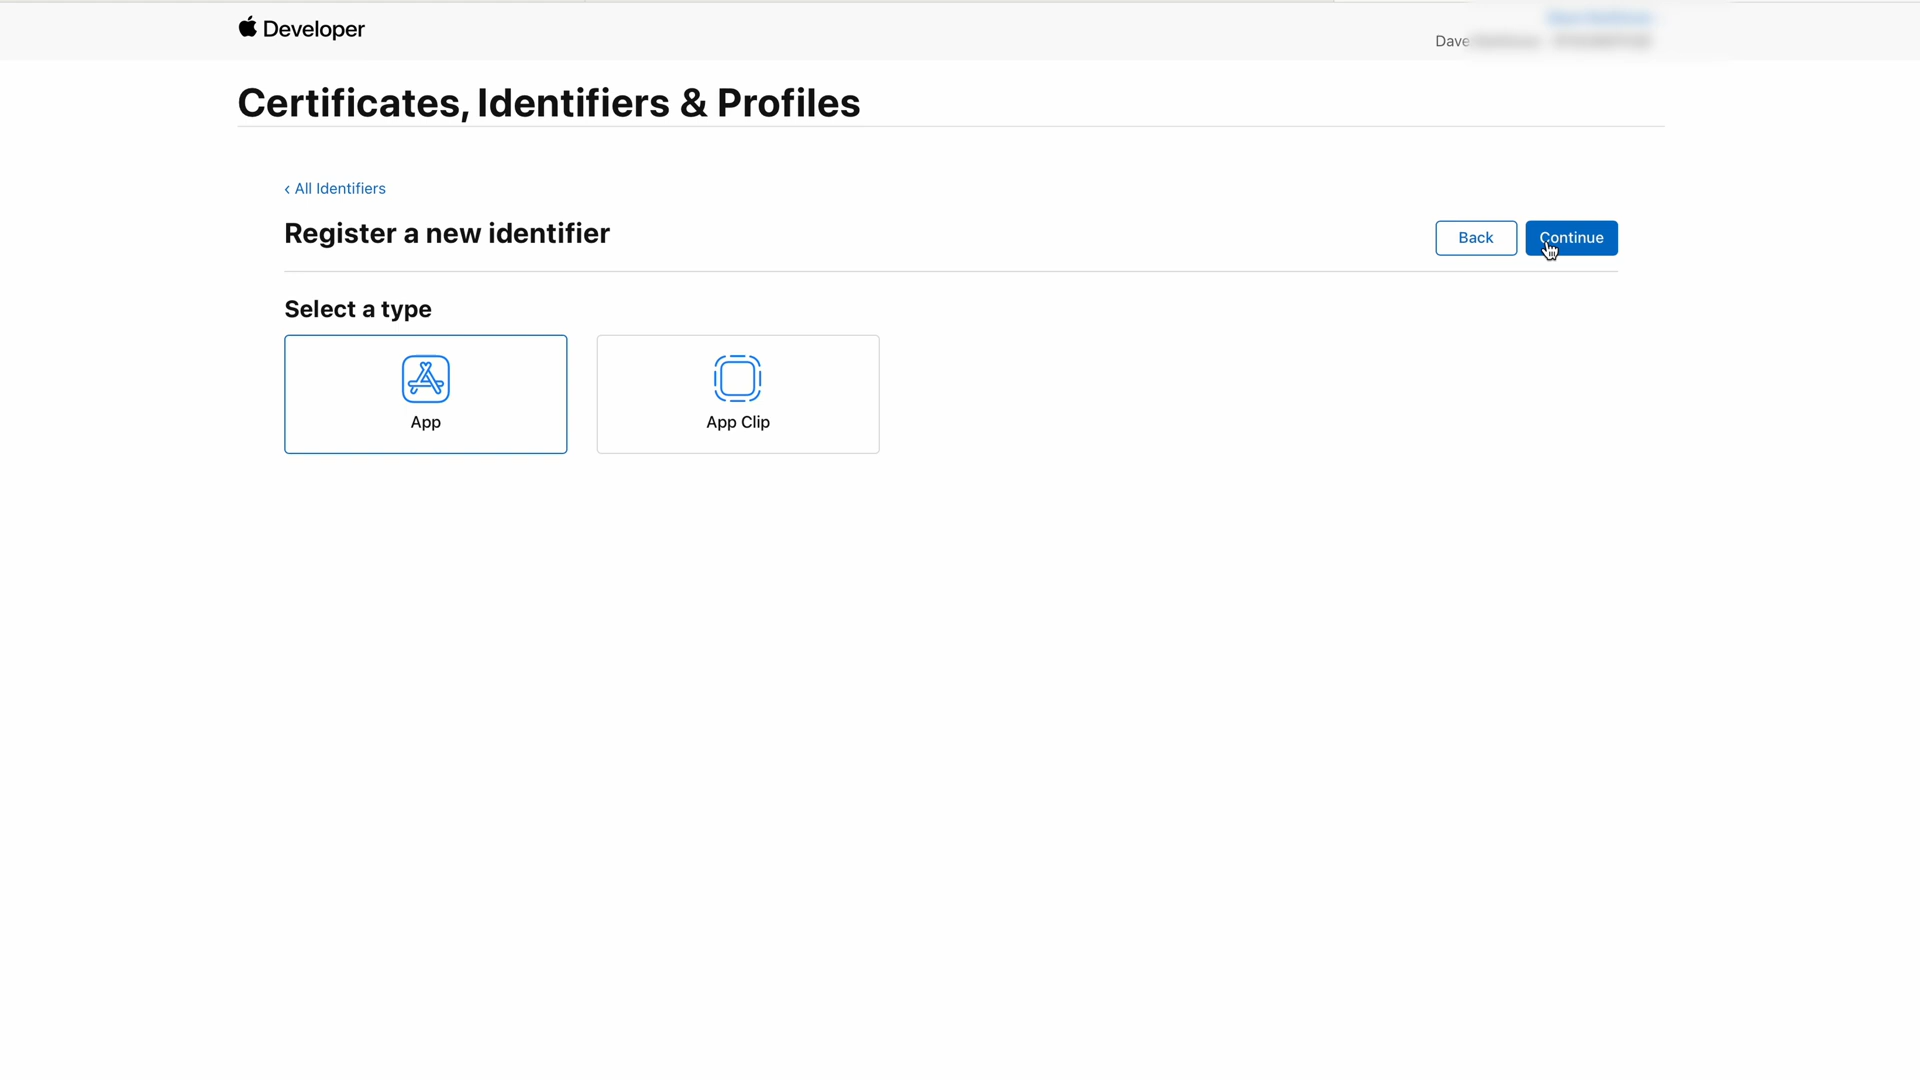 Developer
Dave
Certificates, Identifiers & Profiles
‹ All Identifiers
Register a new identifier
Back
Continue
Select a type
App
App Clip